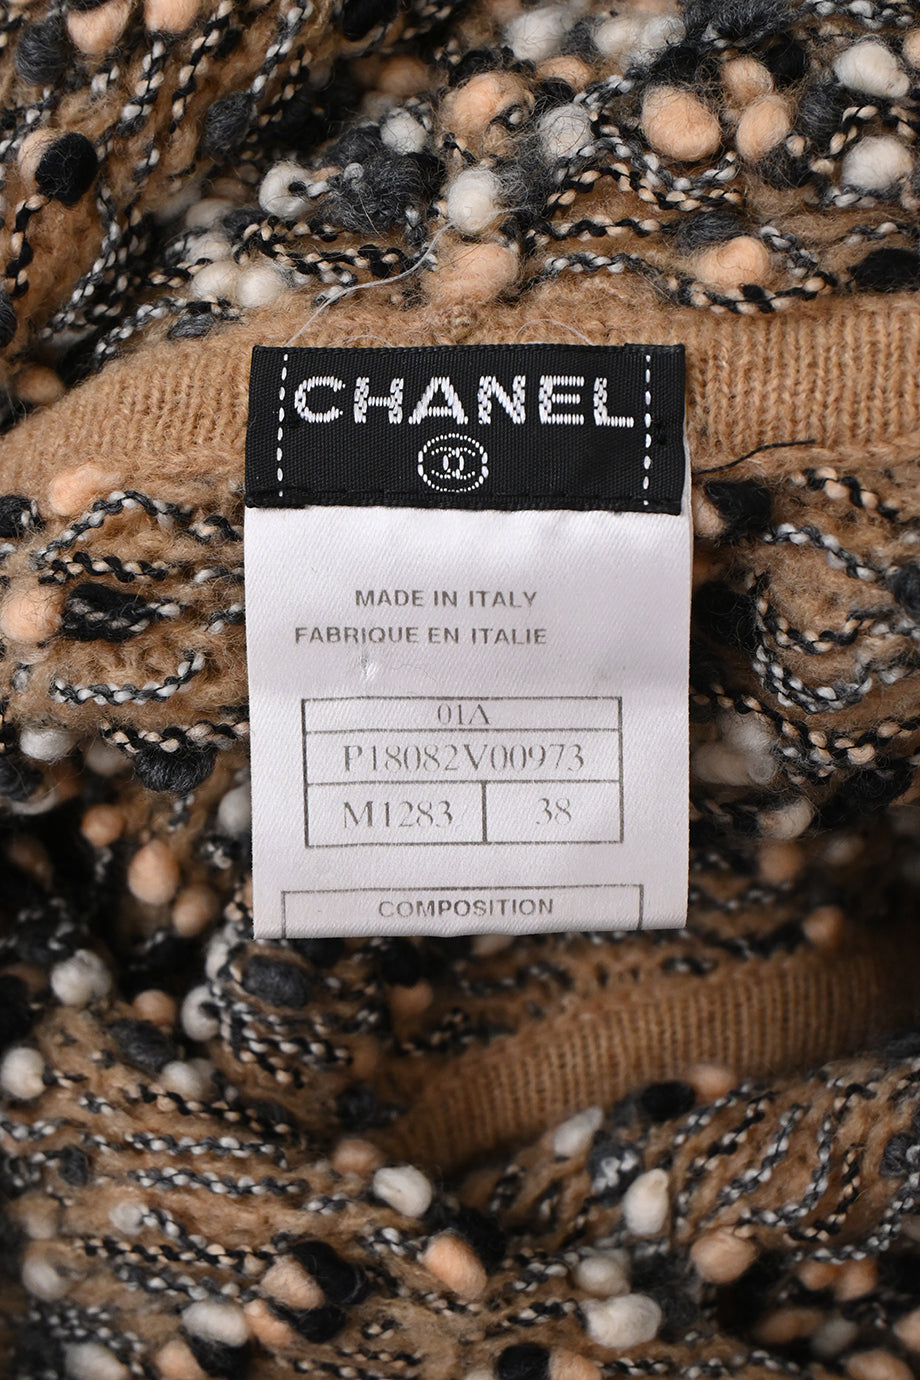 CHANEL
MADE IN ITALY
FABRIQUE EN ITALIE
01A
P18082V00973
M1283 38
COMPOSITION